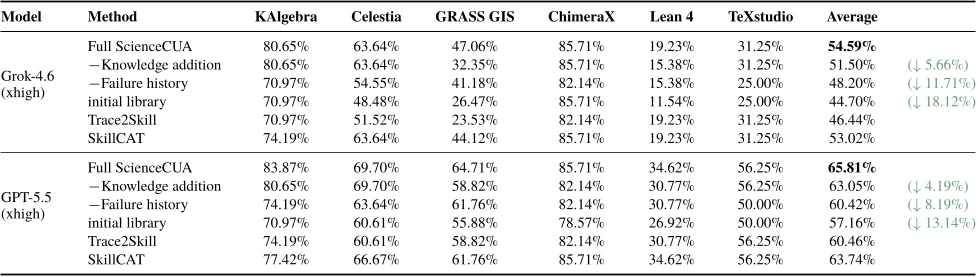 Model Method KAlgebra Celestia GRASS GIS ChimeraX Lean 4 TeXstudio Average
Grok-4.6 (xhigh)
Full ScienceCUA 80.65% 63.64% 47.06% 85.71% 19.23% 31.25% 54.59%
−Knowledge addition 80.65% 63.64% 32.35% 85.71% 15.38% 31.25% 51.50% (↓ 5.66%)
−Failure history 70.97% 54.55% 41.18% 82.14% 15.38% 25.00% 48.20% (↓ 11.71%)
initial library 70.97% 48.48% 26.47% 85.71% 11.54% 25.00% 44.70% (↓ 18.12%)
Trace2Skill 70.97% 51.52% 23.53% 82.14% 19.23% 31.25% 46.44%
SkillCAT 74.19% 63.64% 44.12% 85.71% 19.23% 31.25% 53.02%
GPT-5.5 (xhigh)
Full ScienceCUA 83.87% 69.70% 64.71% 85.71% 34.62% 56.25% 65.81%
−Knowledge addition 80.65% 69.70% 58.82% 82.14% 30.77% 56.25% 63.05% (↓ 4.19%)
−Failure history 74.19% 63.64% 61.76% 82.14% 30.77% 50.00% 60.42% (↓ 8.19%)
initial library 70.97% 60.61% 55.88% 78.57% 26.92% 50.00% 57.16% (↓ 13.14%)
Trace2Skill 74.19% 60.61% 58.82% 82.14% 30.77% 56.25% 60.46%
SkillCAT 77.42% 66.67% 61.76% 85.71% 34.62% 56.25% 63.74%